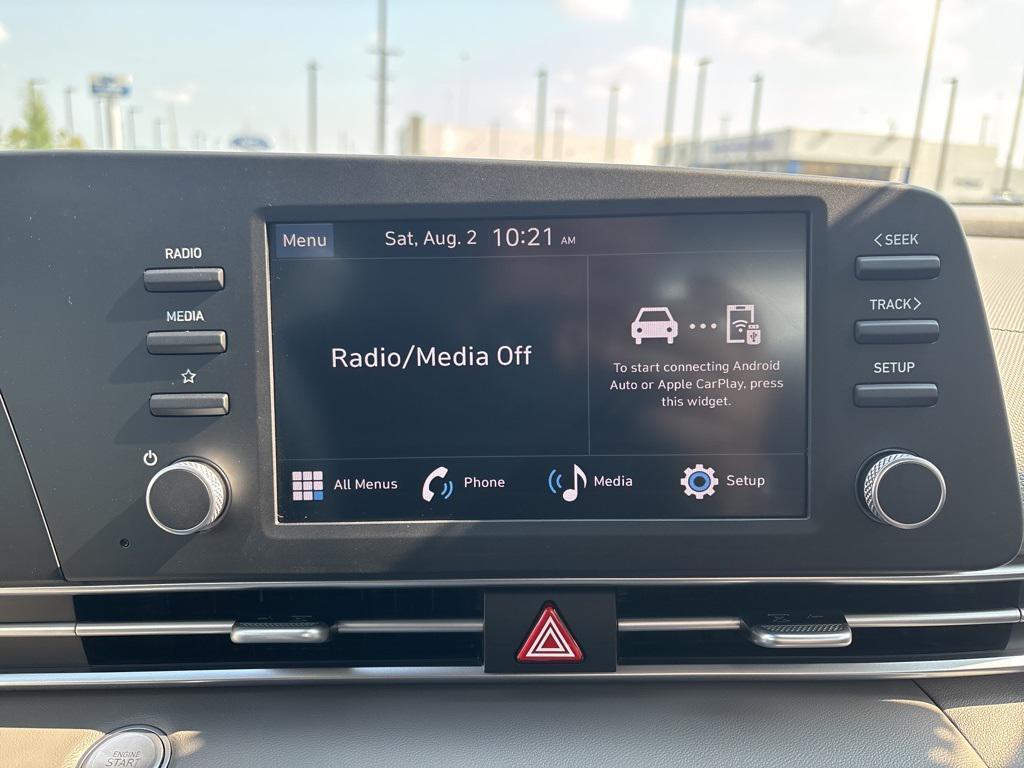 RADIO
MEDIA
Menu
Sat, Aug. 2 10:21 AM
Radio/Media Off
To start connecting Android
Auto or Apple CarPlay, press
this widget.
All Menus
Phone
Media
Setup
<SEEK
TRACK>
SETUP
ENGINE
START